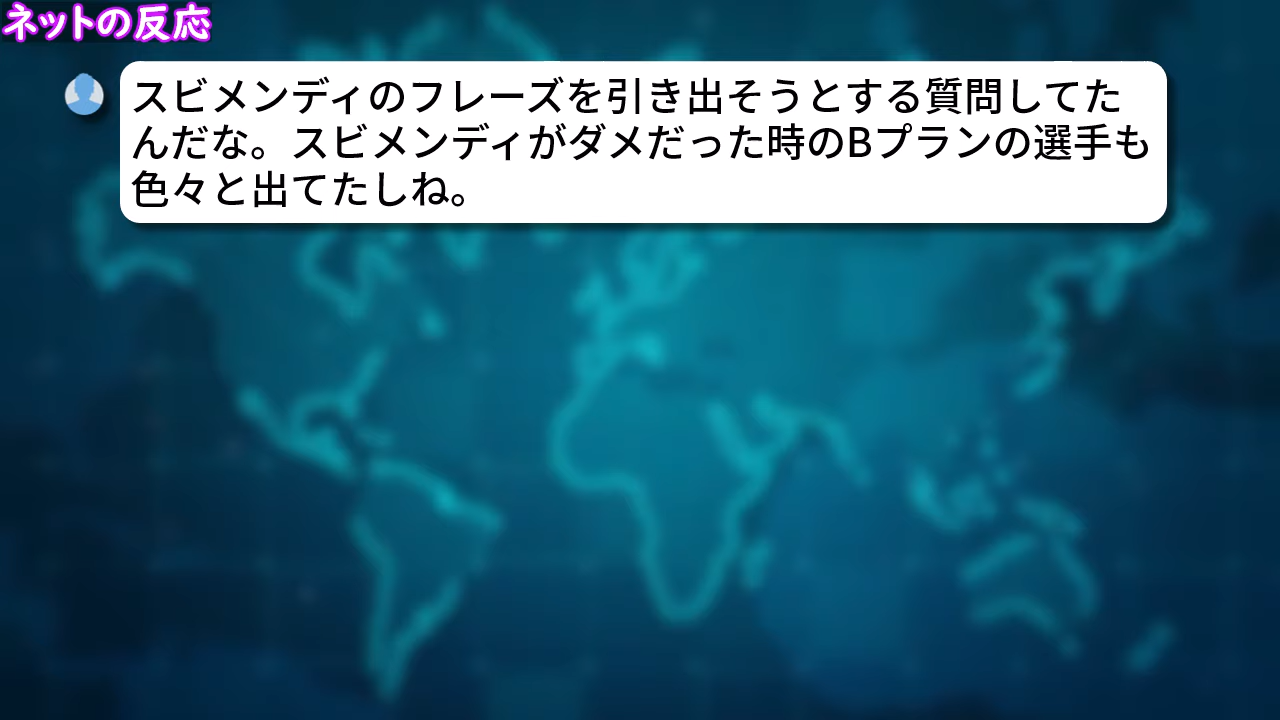 ネットの反応
スビメンディのフレーズを引き出そうとする質問してた
んだな。スビメンディがダメだった時のBプランの選手も
色々と出てたしね。